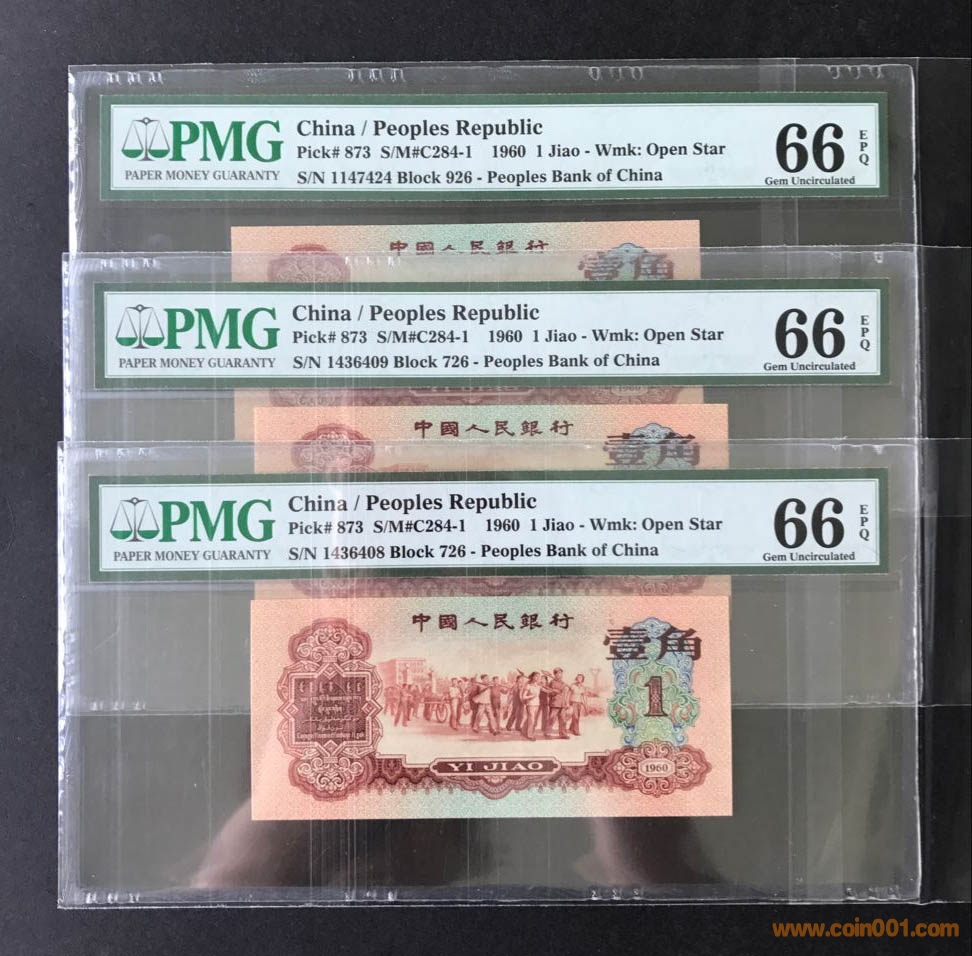 PMG
PAPER MONEY GUARANTY
China / Peoples Republic
Pick# 873 S/M#C284-1 1960 1 Jiao - Wmk: Open Star
S/N 1147424 Block 926 - Peoples Bank of China
66 EPQ
Gem Uncirculated
中國人民銀行
壹角
PMG
PAPER MONEY GUARANTY
China / Peoples Republic
Pick# 873 S/M#C284-1 1960 1 Jiao - Wmk: Open Star
S/N 1436409 Block 726 - Peoples Bank of China
66 EPQ
Gem Uncirculated
中國人民銀行
壹角
PMG
PAPER MONEY GUARANTY
China / Peoples Republic
Pick# 873 S/M#C284-1 1960 1 Jiao - Wmk: Open Star
S/N 1436408 Block 726 - Peoples Bank of China
66 EPQ
Gem Uncirculated
中國人民銀行
壹角
1
YI JIAO
1960
www.coin001.com